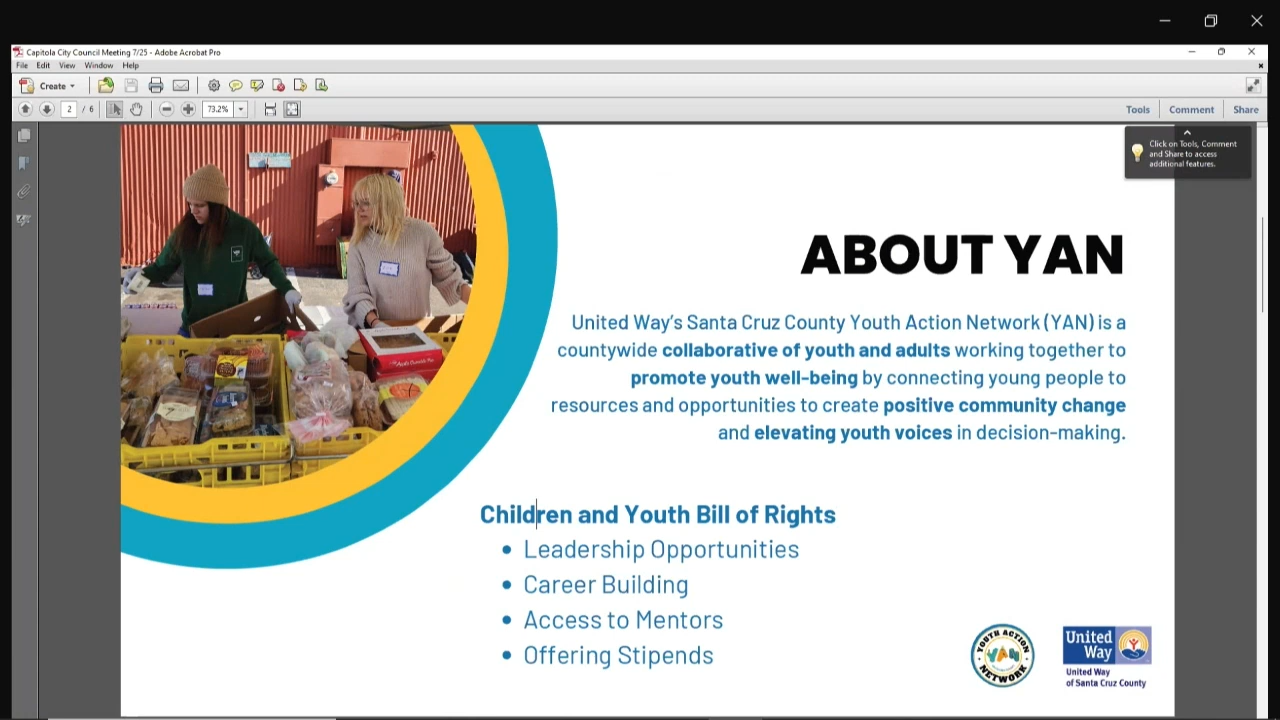 Capitola City Council Meeting 7/25 - Adobe Acrobat Pro
File Edit View Window Help
Create
2 / 6 73.2%
Tools Comment Share
Click on Tools, Comment
and Share to access
additional features.
ABOUT YAN
United Way's Santa Cruz County Youth Action Network (YAN) is a
countywide collaborative of youth and adults working together to
promote youth well-being by connecting young people to
resources and opportunities to create positive community change
and elevating youth voices in decision-making.
Children and Youth Bill of Rights
• Leadership Opportunities
• Career Building
• Access to Mentors
• Offering Stipends
YOUTH ACTION
YAN
NETWORK
United
Way
United Way
of Santa Cruz County